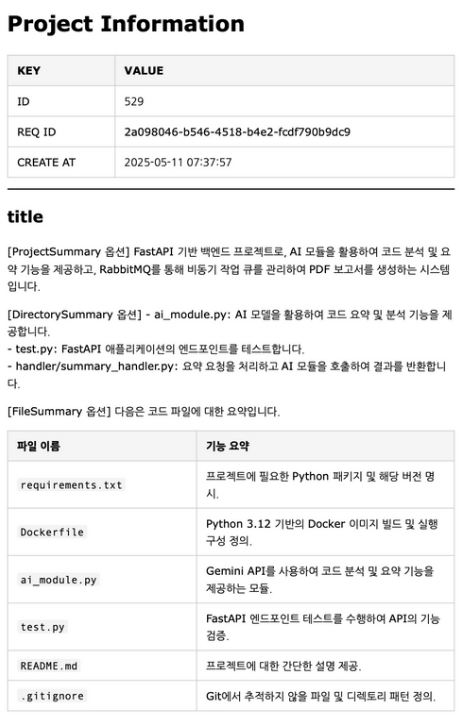 Project Information
KEY VALUE
ID 529
REQ ID 2a098046-b546-4518-b4e2-fcdf790b9dc9
CREATE AT 2025-05-11 07:37:57
title
[ProjectSummary 옵션] FastAPI 기반 백엔드 프로젝트로, AI 모듈을 활용하여 코드 분석 및 요
약 기능을 제공하고, RabbitMQ를 통해 비동기 작업 큐를 관리하여 PDF 보고서를 생성하는 시스템
입니다.
[DirectorySummary 옵션] - ai_module.py: AI 모델을 활용하여 코드 요약 및 분석 기능을 제
공합니다.
- test.py: FastAPI 애플리케이션의 엔드포인트를 테스트합니다.
- handler/summary_handler.py: 요약 요청을 처리하고 AI 모듈을 호출하여 결과를 반환합니
다.
[FileSummary 옵션] 다음은 코드 파일에 대한 요약입니다.
파일 이름 기능 요약
requirements.txt 프로젝트에 필요한 Python 패키지 및 해당 버전 명
시.
Dockerfile Python 3.12 기반의 Docker 이미지 빌드 및 실행
구성 정의.
ai_module.py Gemini API를 사용하여 코드 분석 및 요약 기능을
제공하는 모듈.
test.py FastAPI 엔드포인트 테스트를 수행하여 API의 기능
검증.
README.md 프로젝트에 대한 간단한 설명 제공.
.gitignore Git에서 추적하지 않을 파일 및 디렉토리 패턴 정의.